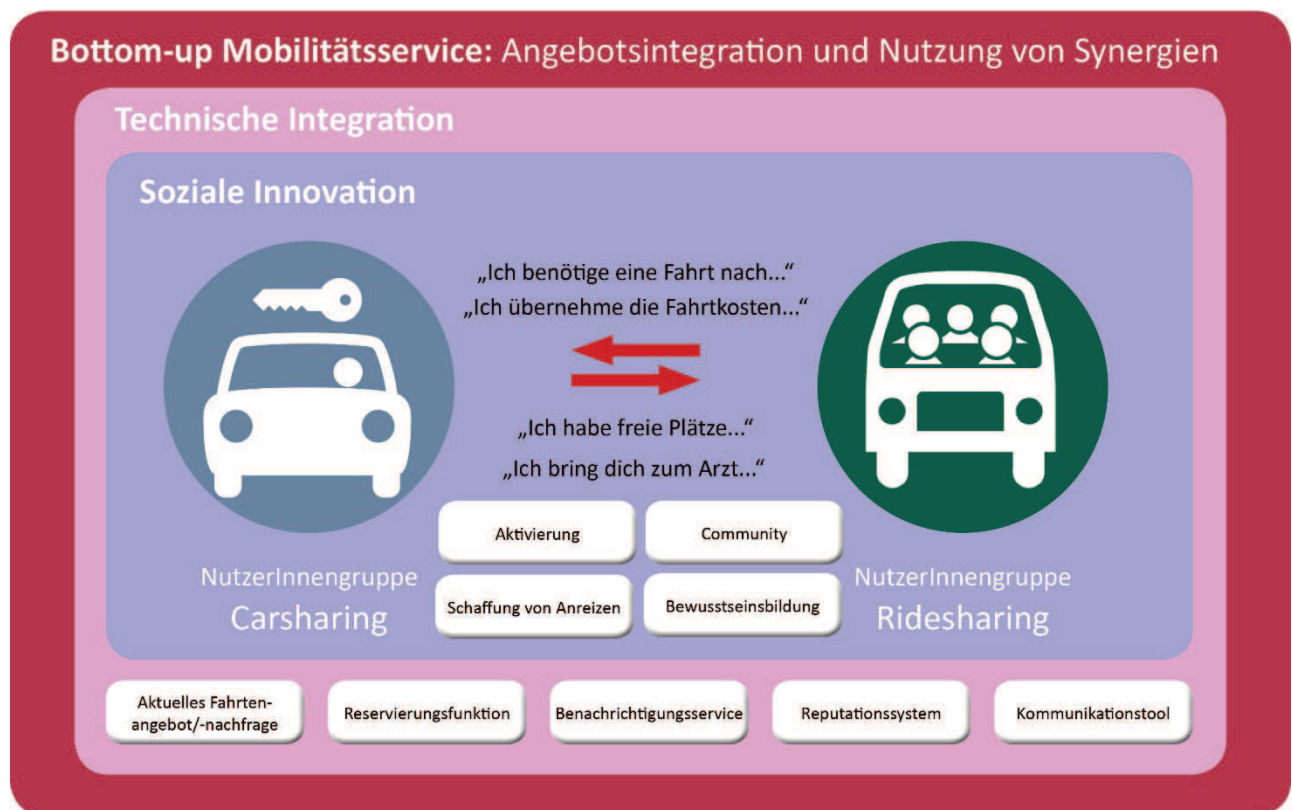 Bottom-up Mobilitätsservice: Angebotsintegration und Nutzung von Synergien
Technische Integration
Soziale Innovation
„Ich benötige eine Fahrt nach...“
„Ich übernehme die Fahrtkosten...“
„Ich habe freie Plätze...“
„Ich bring dich zum Arzt...“
Aktivierung
Community
Schaffung von Anreizen
Bewusstseinsbildung
NutzerInnengruppe
Carsharing
NutzerInnengruppe
Ridesharing
Aktuelles Fahrten-
angebot/-nachfrage
Reservierungsfunktion
Benachrichtigungsservice
Reputationssystem
Kommunikationstool